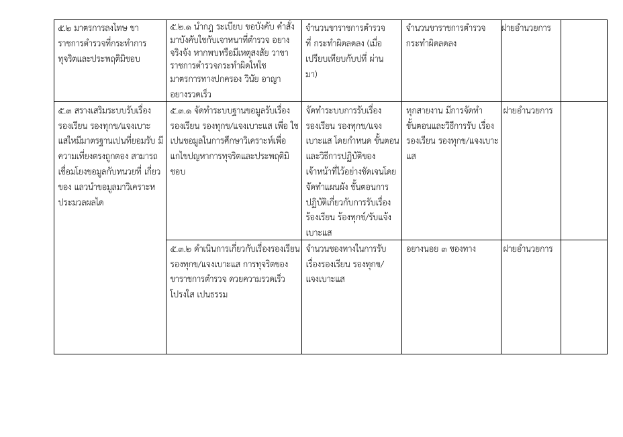 ๕.๒ มาตรการลงโทษ ขา
ราชการตํารวจที่กระทําการ
ทุจริตและประพฤติมิชอบ
๕.๒.๑ นํากฎ ระเบียบ ขอบังคับ คําสั่ง
มาบังคับใชกับเจาหนาที่ตํารวจ อยาง
จริงจัง หากพบหรือมีเหตุสงสัย วาขา
ราชการตํารวจกระทําผิดใหใช
มาตรการทางปกครอง วินัย อาญา
อยางรวดเร็ว
จํานวนขาราชการตํารวจ
ที่ กระทําผิดลดลง (เมื่อ
เปรียบเทียบกับปที่ ผาน
มา)
จํานวนขาราชการตํารวจ
กระทําผิดลดลง
ฝายอํานวยการ
๕.๓ สรางเสริมระบบรับเรื่อง
รองเรียน รองทุกข/แจงเบาะ
แสใหมีมาตรฐานเปนที่ยอมรับ มี
ความเที่ยงตรงถูกตอง สามารถ
เชื่อมโยงขอมูลกับหนวยที่ เกี่ยว
ของ แลวนําขอมูลมาวิเคราะห
ประมวลผลได
๕.๓.๑ จัดทําระบบฐานขอมูลรับเรื่อง
รองเรียน รองทุกข/แจงเบาะแส เพื่อ ใช
เปนขอมูลในการศึกษาวิเคราะห์เพื่อ
แกไขปญหาการทุจริตและประพฤติมิ
ชอบ
จัดทําระบบการรับเรื่อง
รองเรียน รองทุกข/แจง
เบาะแส โดยกําหนด ขั้นตอน
และวิธีการปฏิบัติของ
เจ้าหน้าที่ไว้อย่างชัดเจนโดย
จัดทําแผนผัง ขั้นตอนการ
ปฏิบัติเกี่ยวกับการรับเรื่อง
ร้องเรียน ร้องทุกข์/รับแจ้ง
เบาะแส
ทุกสายงาน มีการจัดทํา
ขั้นตอนและวิธีการรับ เรื่อง
รองเรียน รองทุกข/แจงเบาะ
แส
ฝายอํานวยการ
๕.๓.๒ ดําเนินการเกี่ยวกับเรื่องรองเรียน
รองทุกข/แจงเบาะแส การทุจริตของ
ขาราชการตํารวจ ดวยความรวดเร็ว
โปรงใส เปนธรรม
จํานวนชองทางในการรับ
เรื่องรองเรียน รองทุกข/
แจงเบาะแส
อยางนอย ๓ ชองทาง
ฝายอํานวยการ